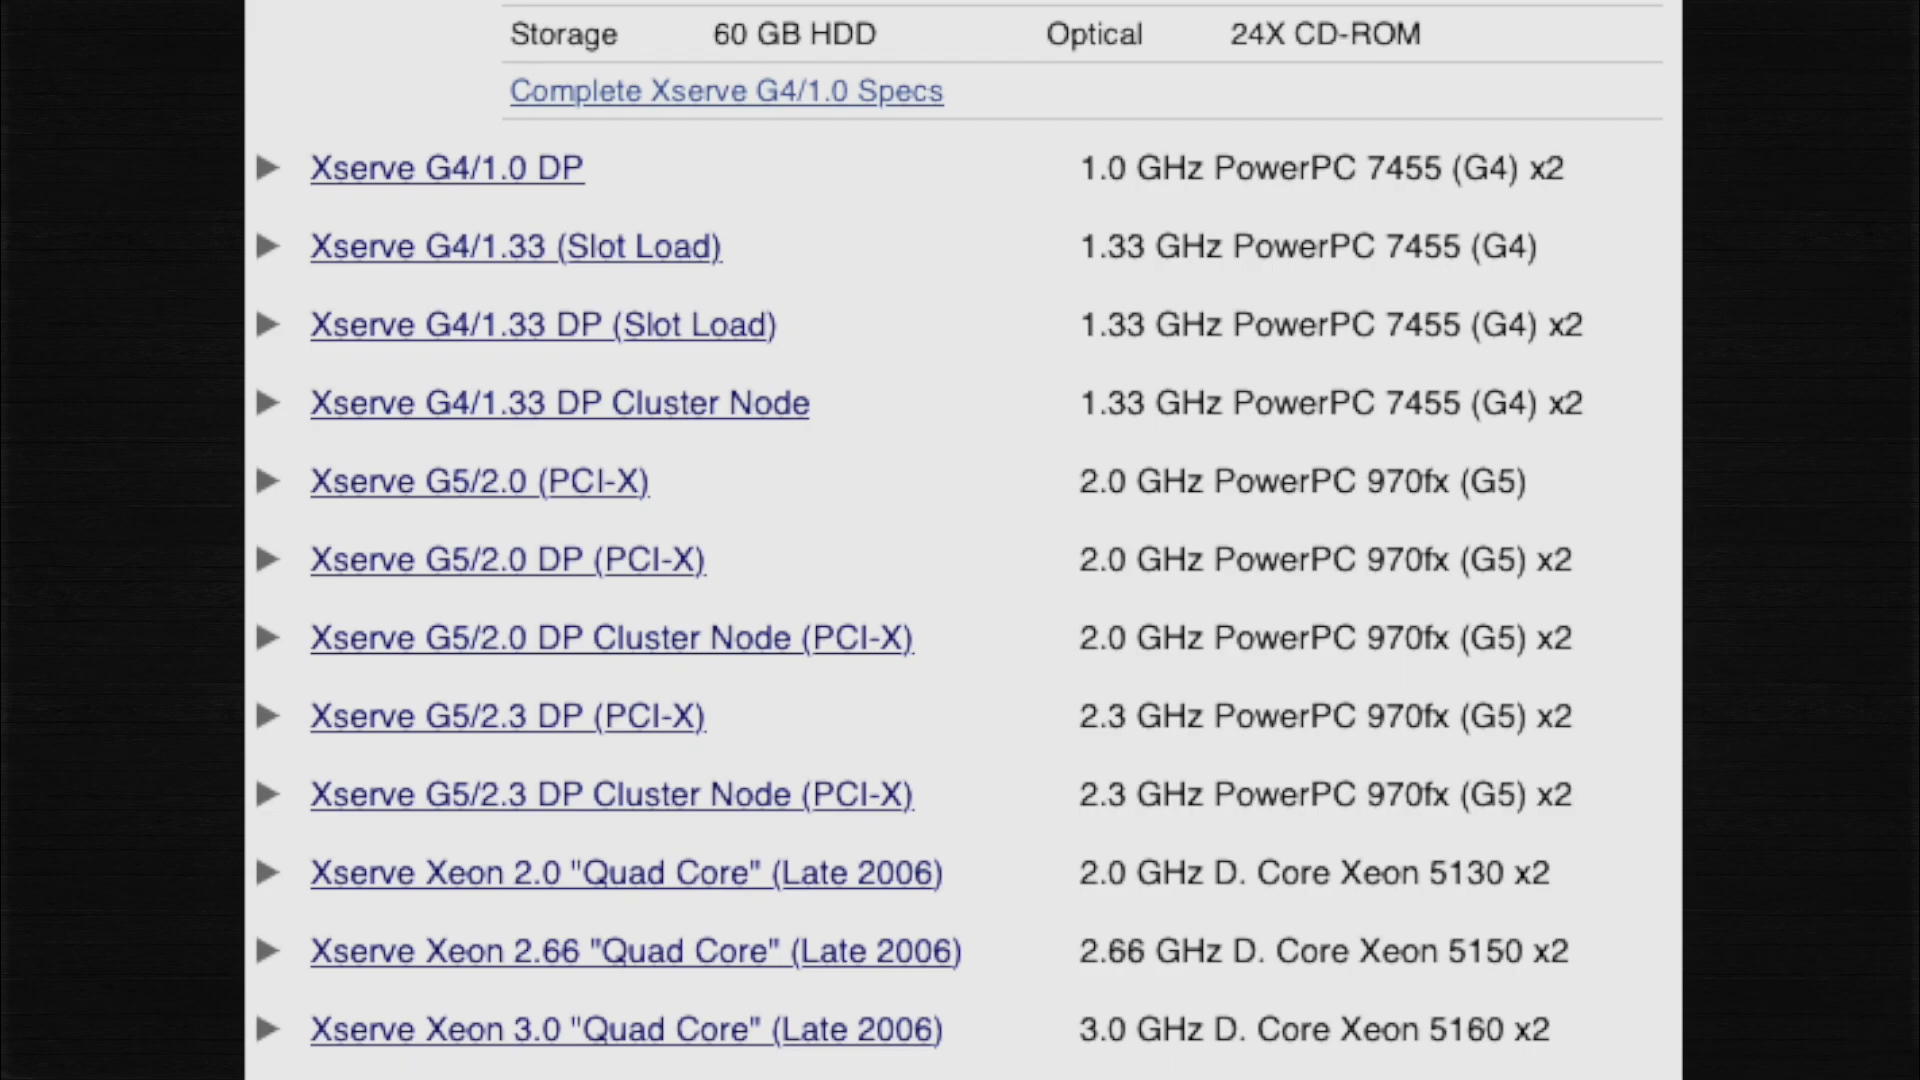 Storage 60 GB HDD Optical 24X CD-ROM
Complete Xserve G4/1.0 Specs
Xserve G4/1.0 DP 1.0 GHz PowerPC 7455 (G4) x2
Xserve G4/1.33 (Slot Load) 1.33 GHz PowerPC 7455 (G4)
Xserve G4/1.33 DP (Slot Load) 1.33 GHz PowerPC 7455 (G4) x2
Xserve G4/1.33 DP Cluster Node 1.33 GHz PowerPC 7455 (G4) x2
Xserve G5/2.0 (PCI-X) 2.0 GHz PowerPC 970fx (G5)
Xserve G5/2.0 DP (PCI-X) 2.0 GHz PowerPC 970fx (G5) x2
Xserve G5/2.0 DP Cluster Node (PCI-X) 2.0 GHz PowerPC 970fx (G5) x2
Xserve G5/2.3 DP (PCI-X) 2.3 GHz PowerPC 970fx (G5) x2
Xserve G5/2.3 DP Cluster Node (PCI-X) 2.3 GHz PowerPC 970fx (G5) x2
Xserve Xeon 2.0 "Quad Core" (Late 2006) 2.0 GHz D. Core Xeon 5130 x2
Xserve Xeon 2.66 "Quad Core" (Late 2006) 2.66 GHz D. Core Xeon 5150 x2
Xserve Xeon 3.0 "Quad Core" (Late 2006) 3.0 GHz D. Core Xeon 5160 x2